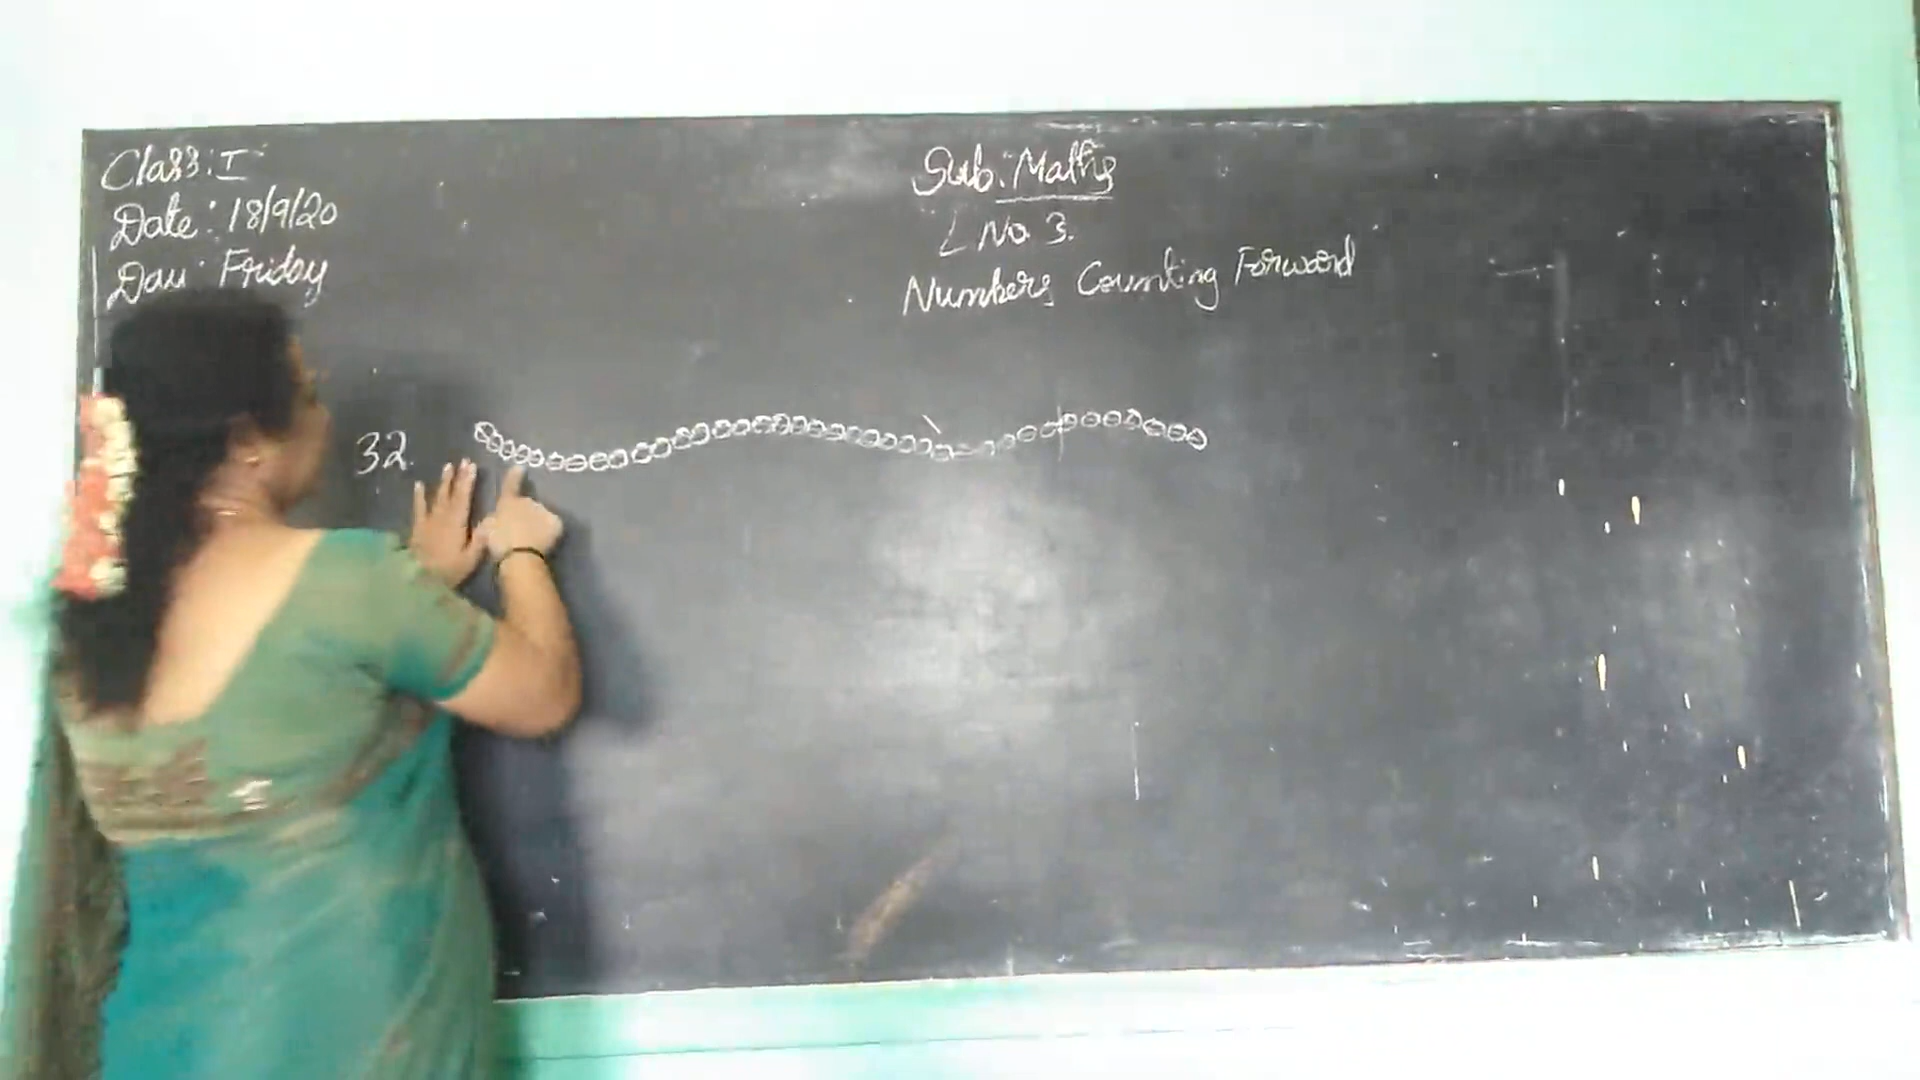 Class: I
Date: 18/9/20
Day: Friday
Sub: Maths
L No. 3.
Numbers Counting Forward
32.